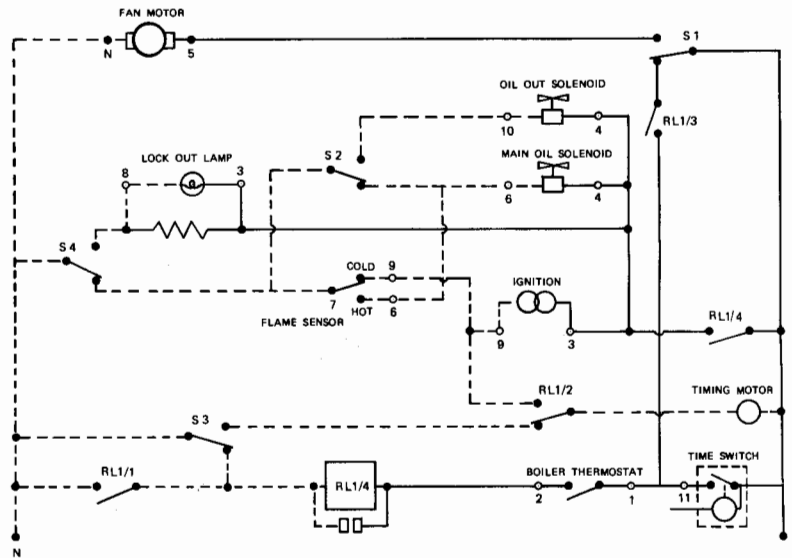 FAN MOTOR
N
5
S 1
OIL OUT SOLENOID
10
4
RL1/3
S 2
LOCK OUT LAMP
MAIN OIL SOLENOID
8
3
6
4
S 4
COLD
9
IGNITION
7
HOT
6
FLAME SENSOR
9
3
RL1/4
RL1/2
TIMING MOTOR
S 3
TIME SWITCH
RL1/1
BOILER THERMOSTAT
RL1/4
2
1
11
N